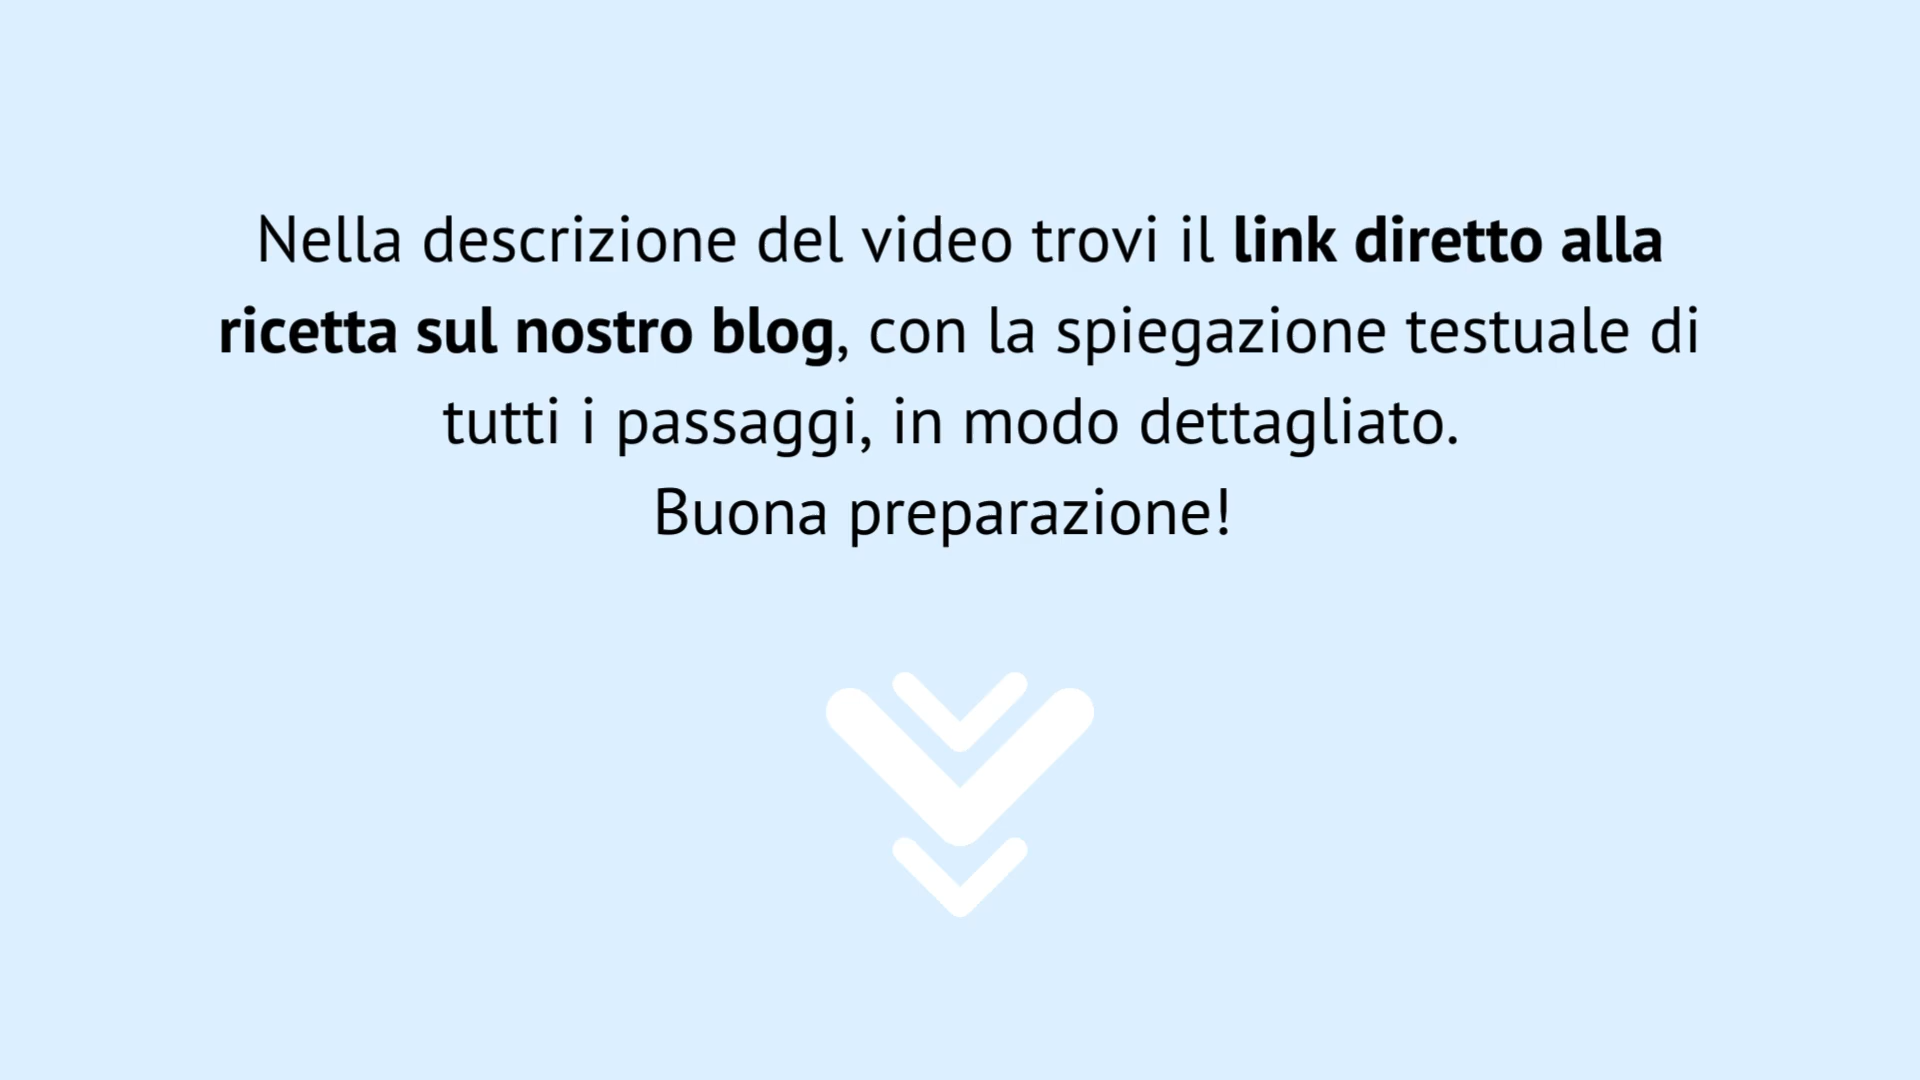 Nella descrizione del video trovi il link diretto alla
ricetta sul nostro blog, con la spiegazione testuale di
tutti i passaggi, in modo dettagliato.
Buona preparazione!